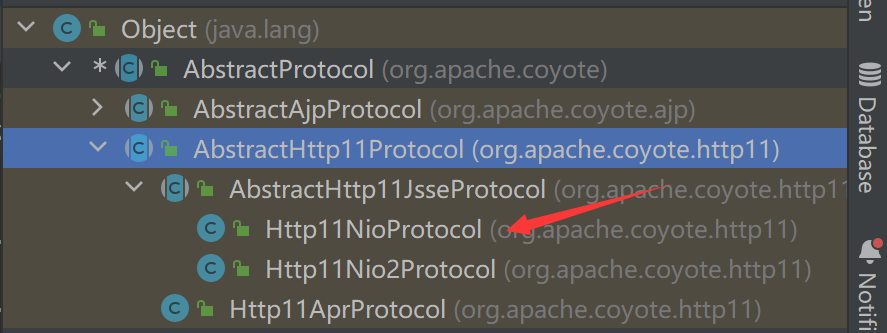 Object (java.lang)
* AbstractProtocol (org.apache.coyote)
AbstractAjpProtocol (org.apache.coyote.ajp)
AbstractHttp11Protocol (org.apache.coyote.http11)
AbstractHttp11JsseProtocol (org.apache.coyote.http11
Http11NioProtocol (org.apache.coyote.http11)
Http11Nio2Protocol (org.apache.coyote.http11)
Http11AprProtocol (org.apache.coyote.http11)
en
Database
Notifi